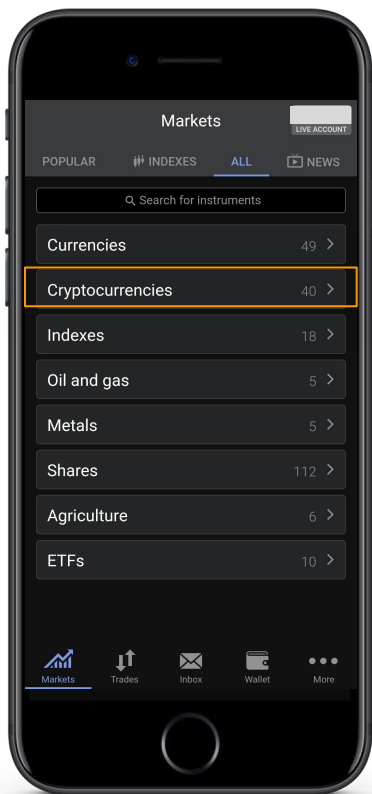 Markets
LIVE ACCOUNT
POPULAR INDEXES ALL NEWS
Search for instruments
Currencies 49
Cryptocurrencies 40
Indexes 18
Oil and gas 5
Metals 5
Shares 112
Agriculture 6
ETFs 10
Markets Trades Inbox Wallet More